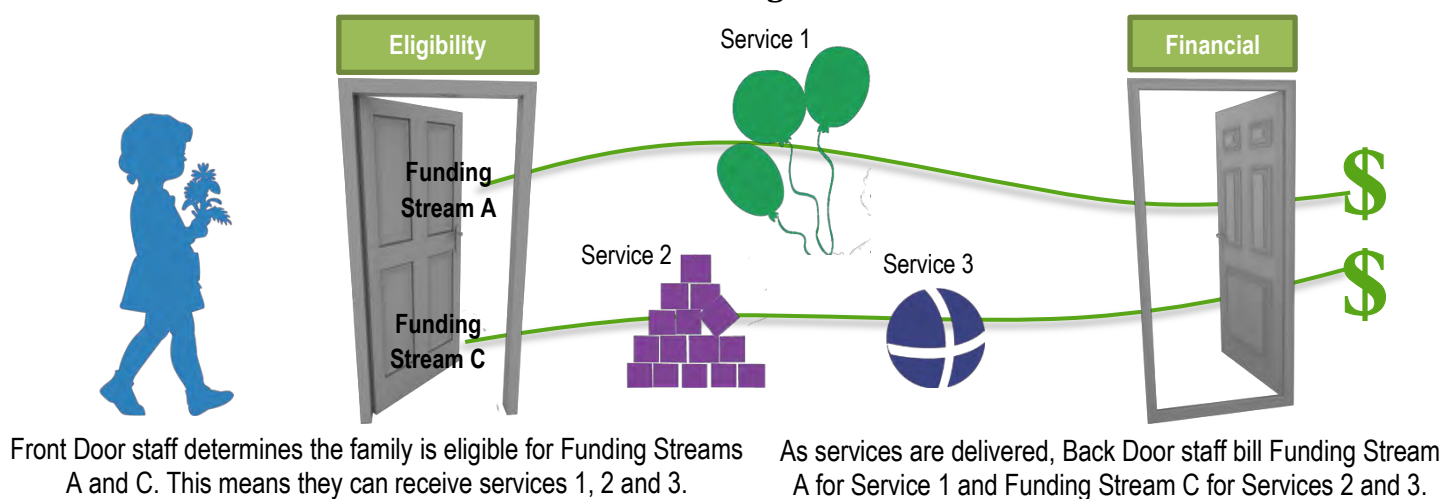 Eligibility
Service 1
Financial
Funding
Stream A
$
Service 2
Service 3
$
Funding
Stream C
Front Door staff determines the family is eligible for Funding Streams
A and C. This means they can receive services 1, 2 and 3.
As services are delivered, Back Door staff bill Funding Stream
A for Service 1 and Funding Stream C for Services 2 and 3.